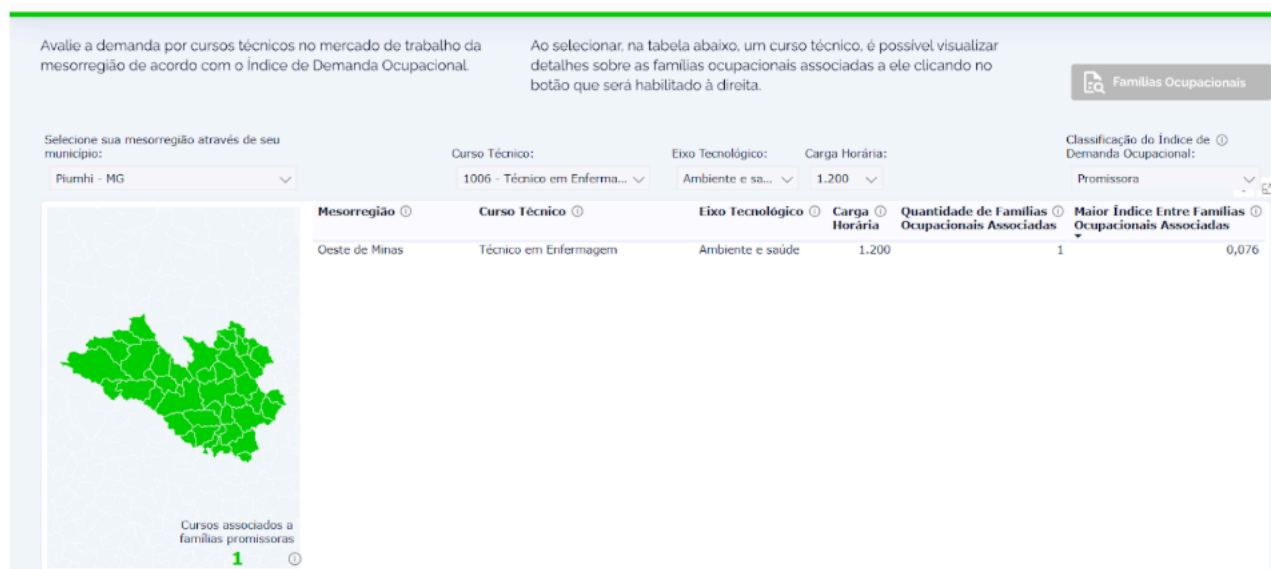 Avalie a demanda por cursos técnicos no mercado de trabalho da
mesorregião de acordo com o Índice de Demanda Ocupacional.
Ao selecionar, na tabela abaixo, um curso técnico, é possível visualizar
detalhes sobre as famílias ocupacionais associadas a ele clicando no
botão que será habilitado à direita.
Famílias Ocupacionais
Selecione sua mesorregião através de seu
município:
Piumhi - MG
Curso Técnico:
1006 - Técnico em Enferma...
Eixo Tecnológico:
Ambiente e sa...
Carga Horária:
1.200
Classificação do Índice de
Demanda Ocupacional:
Promissora
Mesorregião
Curso Técnico
Eixo Tecnológico
Carga
Horária
Quantidade de Famílias
Ocupacionais Associadas
Maior Índice Entre Famílias
Ocupacionais Associadas
Oeste de Minas
Técnico em Enfermagem
Ambiente e saúde
1.200
1
0,076
Cursos associados a
famílias promissoras
1